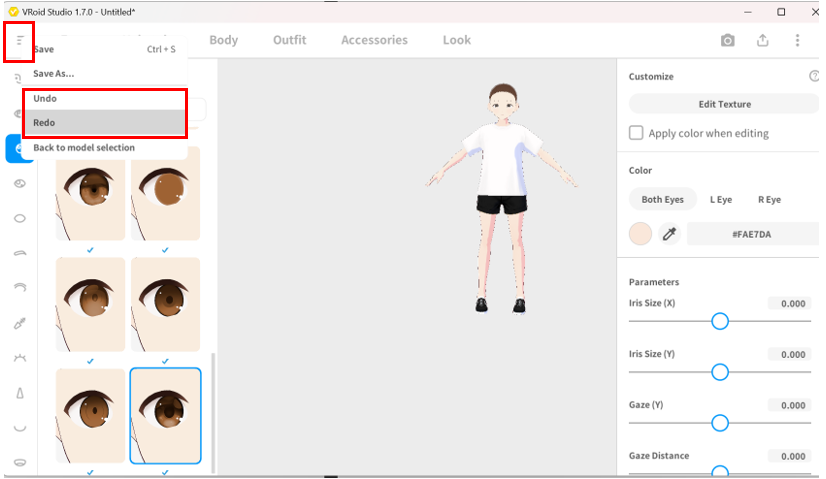 VRoid Studio 1.7.0 - Untitled*
Body Outfit Accessories Look
Save Ctrl + S
Save As...
Undo
Redo
Back to model selection
Customize
Edit Texture
Apply color when editing
Color
Both Eyes L Eye R Eye
#FAE7DA
Parameters
Iris Size (X) 0.000
Iris Size (Y) 0.000
Gaze (Y) 0.000
Gaze Distance 0.000